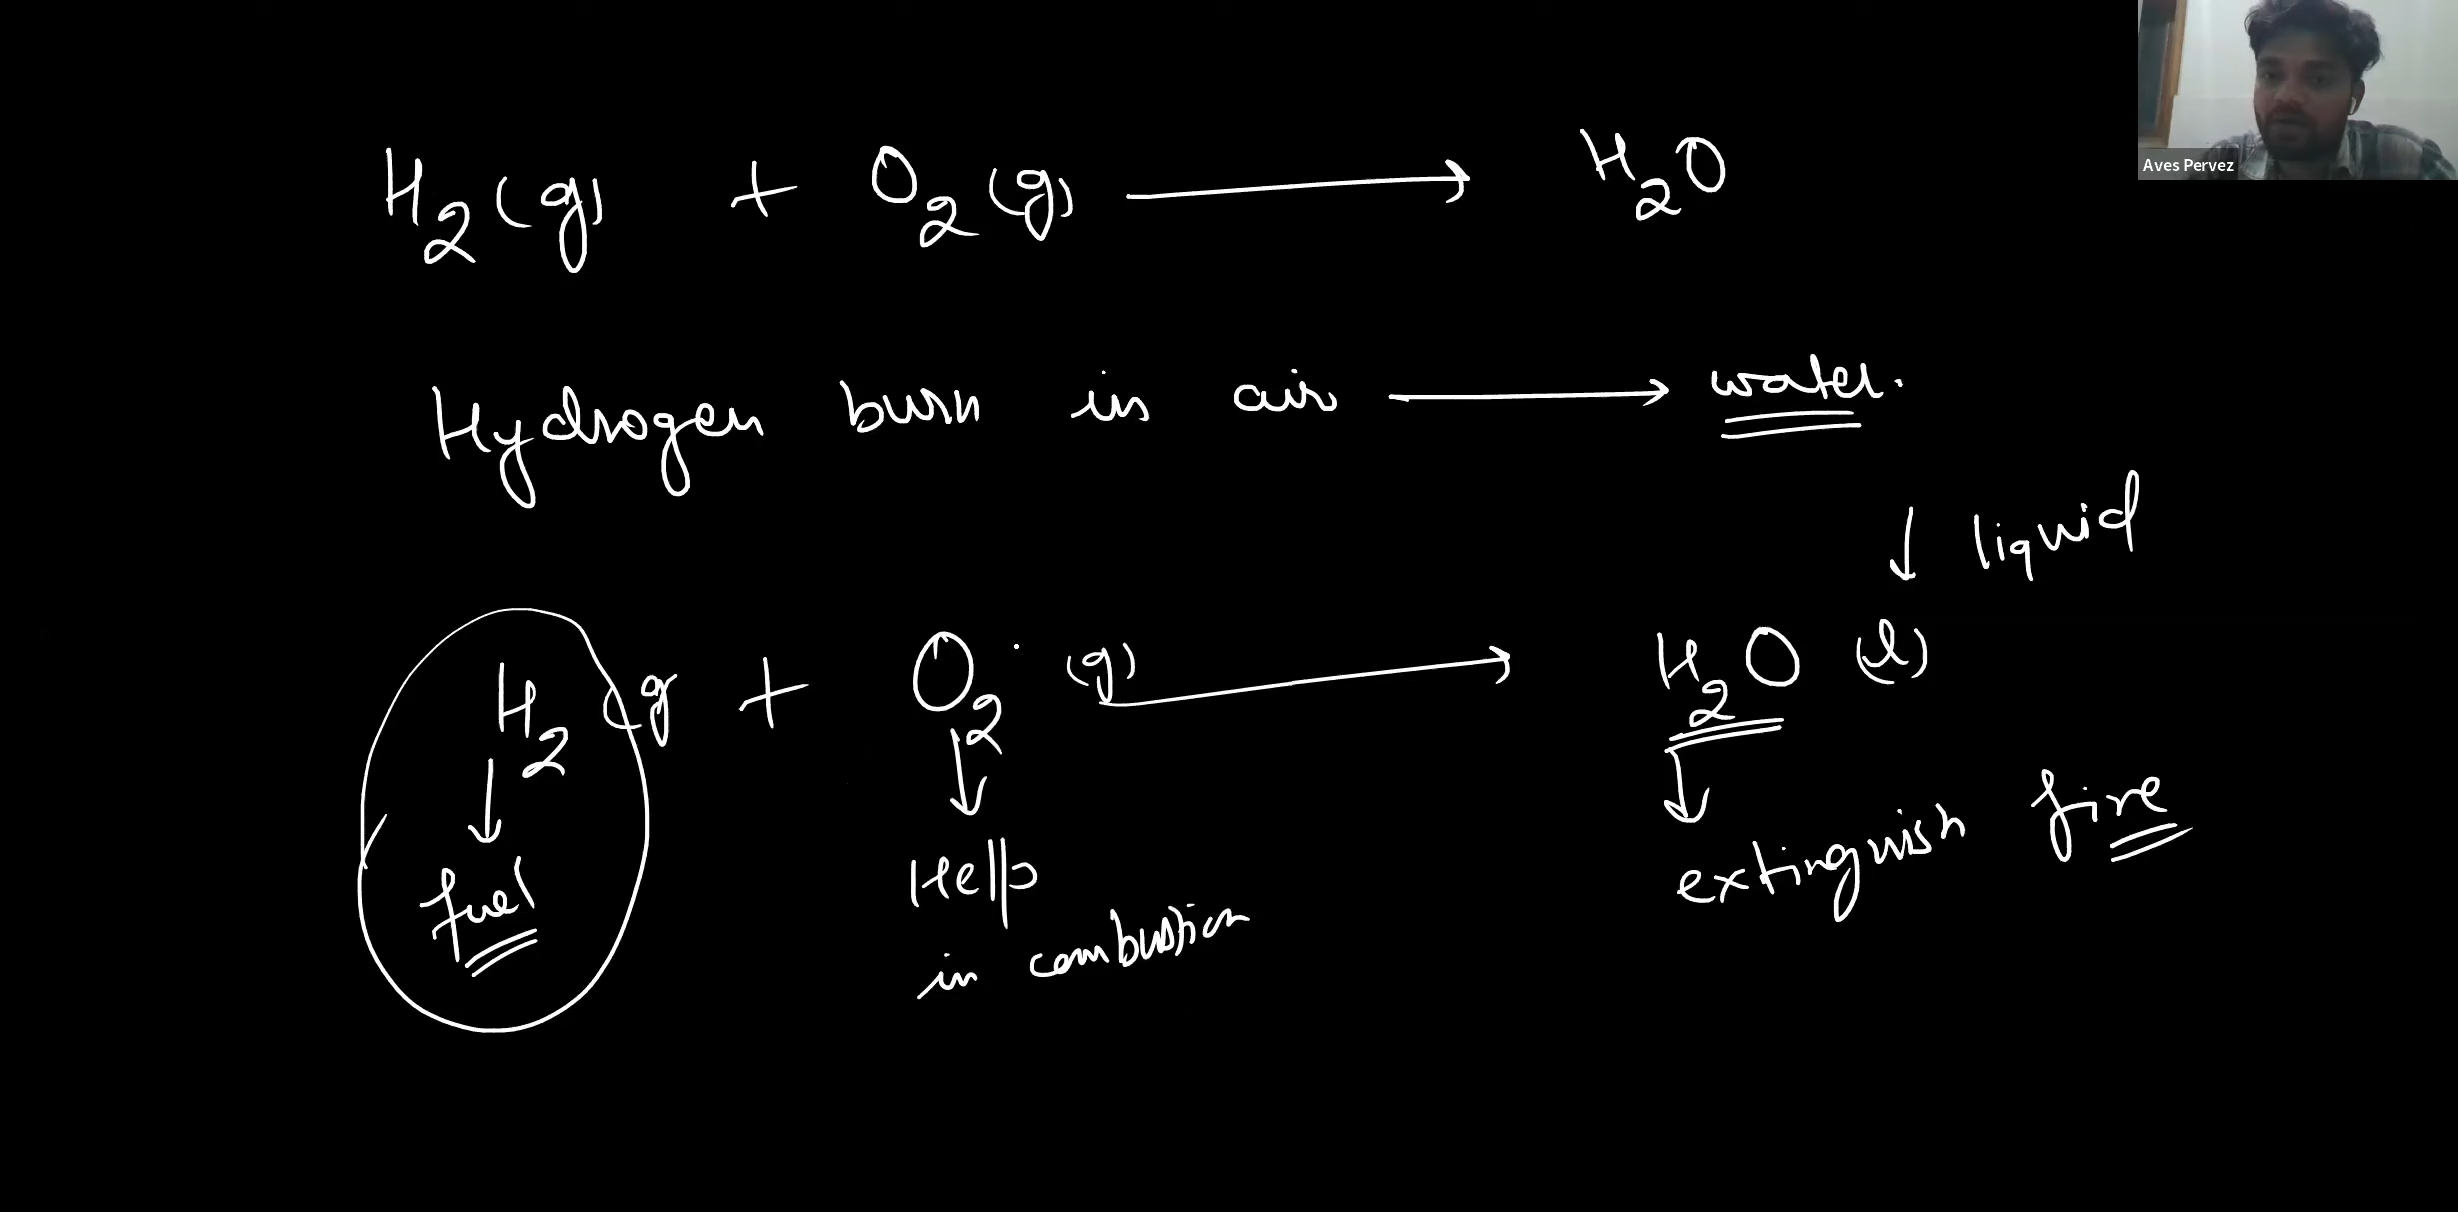 Aves Pervez
H₂(g) + O₂(g) → H₂O
Hydrogen burn in air → water.
↓ liquid
H₂ (g + O₂ (g) → H₂O (l)
↓ ↓ ↓
fuel Help extinguish fire
in combustion